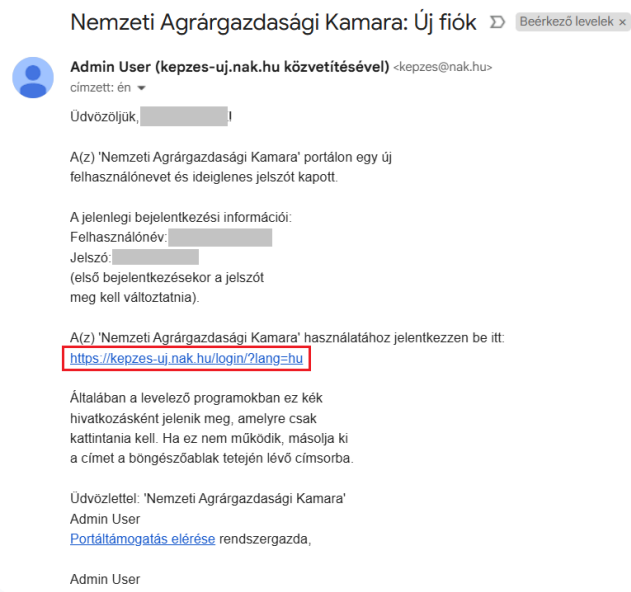 Nemzeti Agrárgazdasági Kamara: Új fiók Beérkező levelek ×
Admin User (kepzes-uj.nak.hu közvetítésével) <kepzes@nak.hu>
címzett: én
Üdvözöljük, !
A(z) 'Nemzeti Agrárgazdasági Kamara' portálon egy új
felhasználónevet és ideiglenes jelszót kapott.
A jelenlegi bejelentkezési információi:
Felhasználónév:
Jelszó:
(első bejelentkezésekor a jelszót
meg kell változtatnia).
A(z) 'Nemzeti Agrárgazdasági Kamara' használatához jelentkezzen be itt:
https://kepzes-uj.nak.hu/login/?lang=hu
Általában a levelező programokban ez kék
hivatkozásként jelenik meg, amelyre csak
kattintania kell. Ha ez nem működik, másolja ki
a címet a böngészőablak tetején lévő címsorba.
Üdvözlettel: 'Nemzeti Agrárgazdasági Kamara'
Admin User
Portáltámogatás elérése rendszergazda,
Admin User